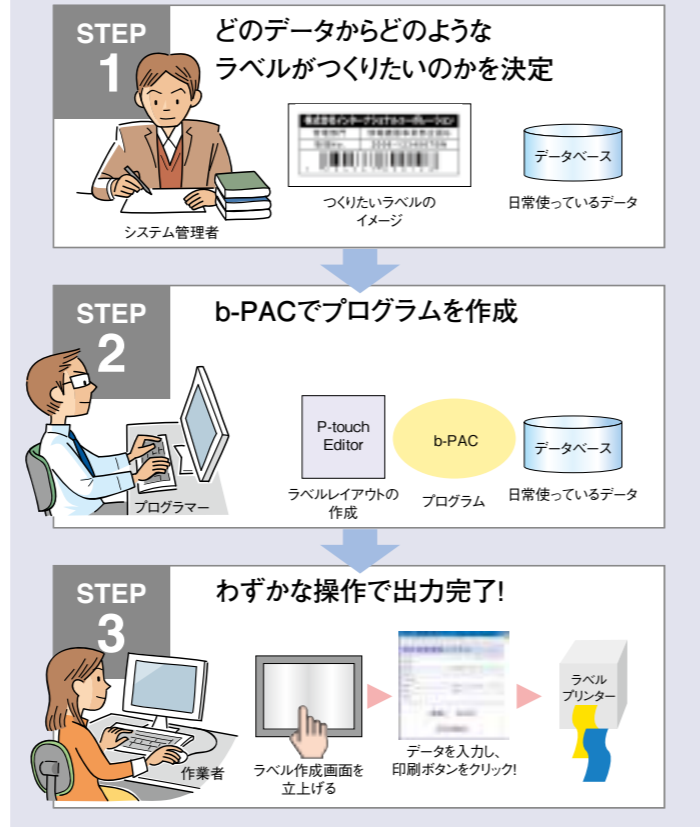 STEP
1
どのデータからどのような
ラベルがつくりたいのかを決定
システム管理者
つくりたいラベルの
イメージ
データベース
日常使っているデータ
STEP
2
b-PACでプログラムを作成
プログラマー
P-touch
Editor
ラベルレイアウトの
作成
b-PAC
プログラム
データベース
日常使っているデータ
STEP
3
わずかな操作で出力完了!
作業者
ラベル作成画面を
立上げる
データを入力し、
印刷ボタンをクリック!
ラベル
プリンター